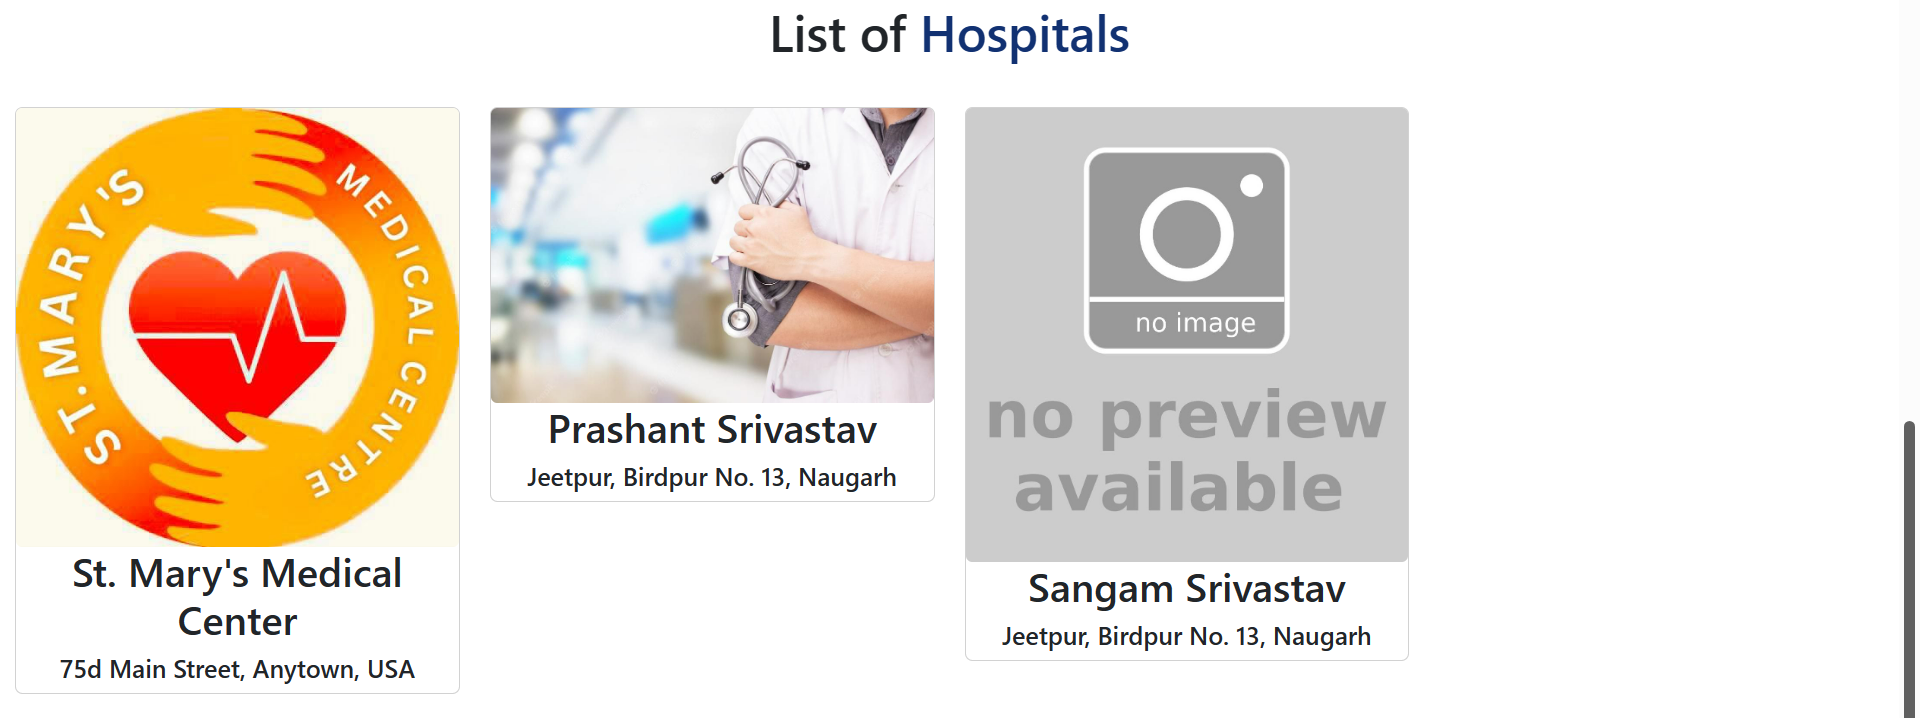 List of Hospitals
ST. MARY'S MEDICAL CENTRE
St. Mary's Medical
Center
75d Main Street, Anytown, USA
Prashant Srivastav
Jeetpur, Birdpur No. 13, Naugarh
no image
no preview
available
Sangam Srivastav
Jeetpur, Birdpur No. 13, Naugarh